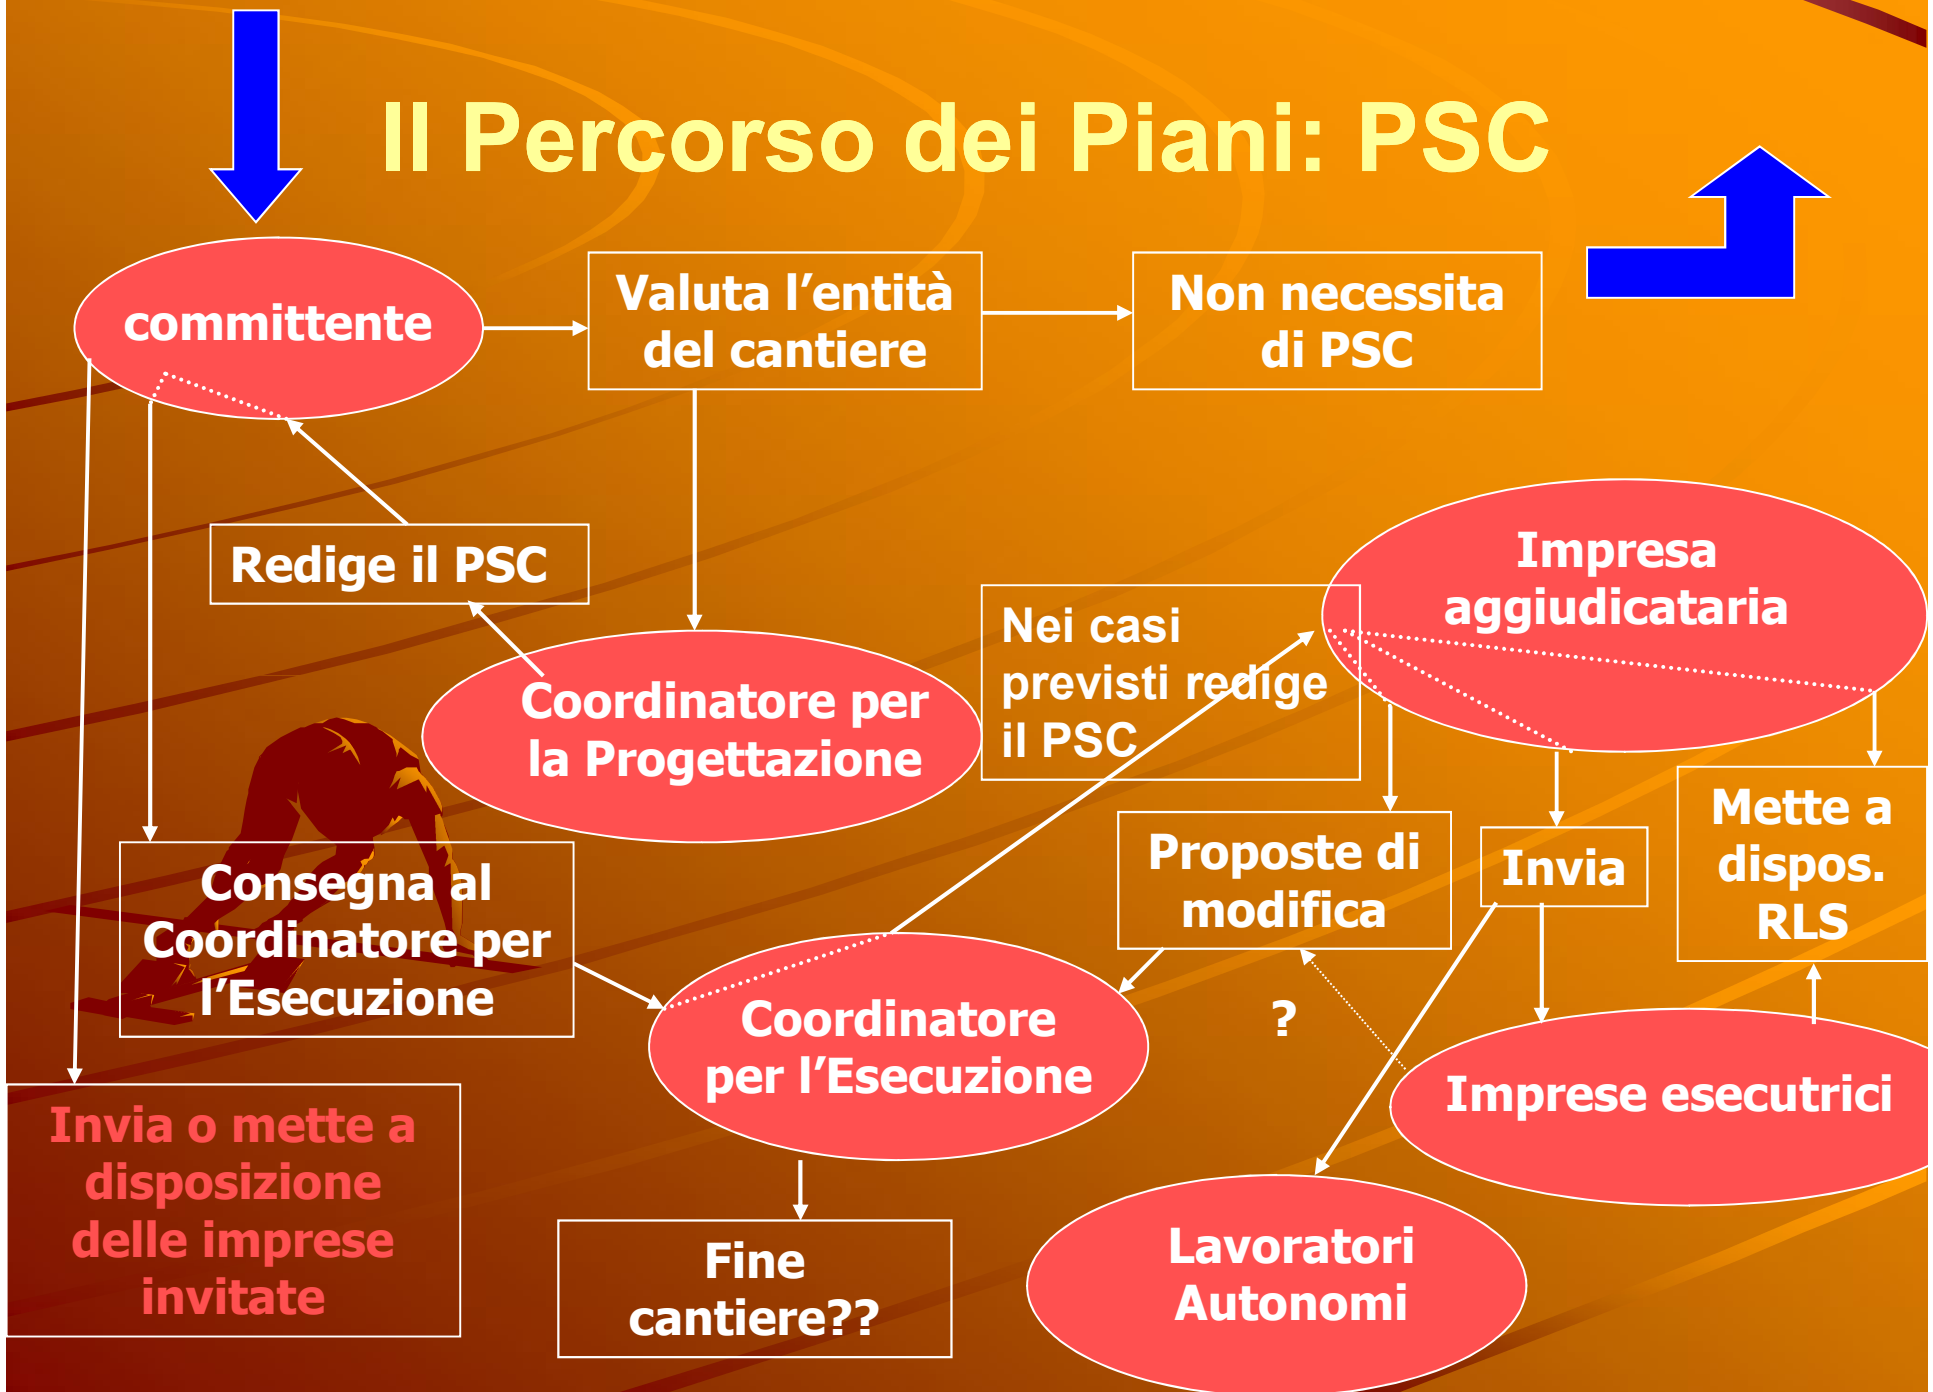 Il Percorso dei Piani: PSC
committente
Valuta l’entità
del cantiere
Non necessita
di PSC
Redige il PSC
Impresa
aggiudicataria
Nei casi
previsti redige
il PSC
Coordinatore per
la Progettazione
Mette a
dispos.
RLS
Proposte di
modifica
Invia
Consegna al
Coordinatore per
l’Esecuzione
Coordinatore
per l’Esecuzione
?
Imprese esecutrici
Invia o mette a
disposizione
delle imprese
invitate
Fine
cantiere??
Lavoratori
Autonomi